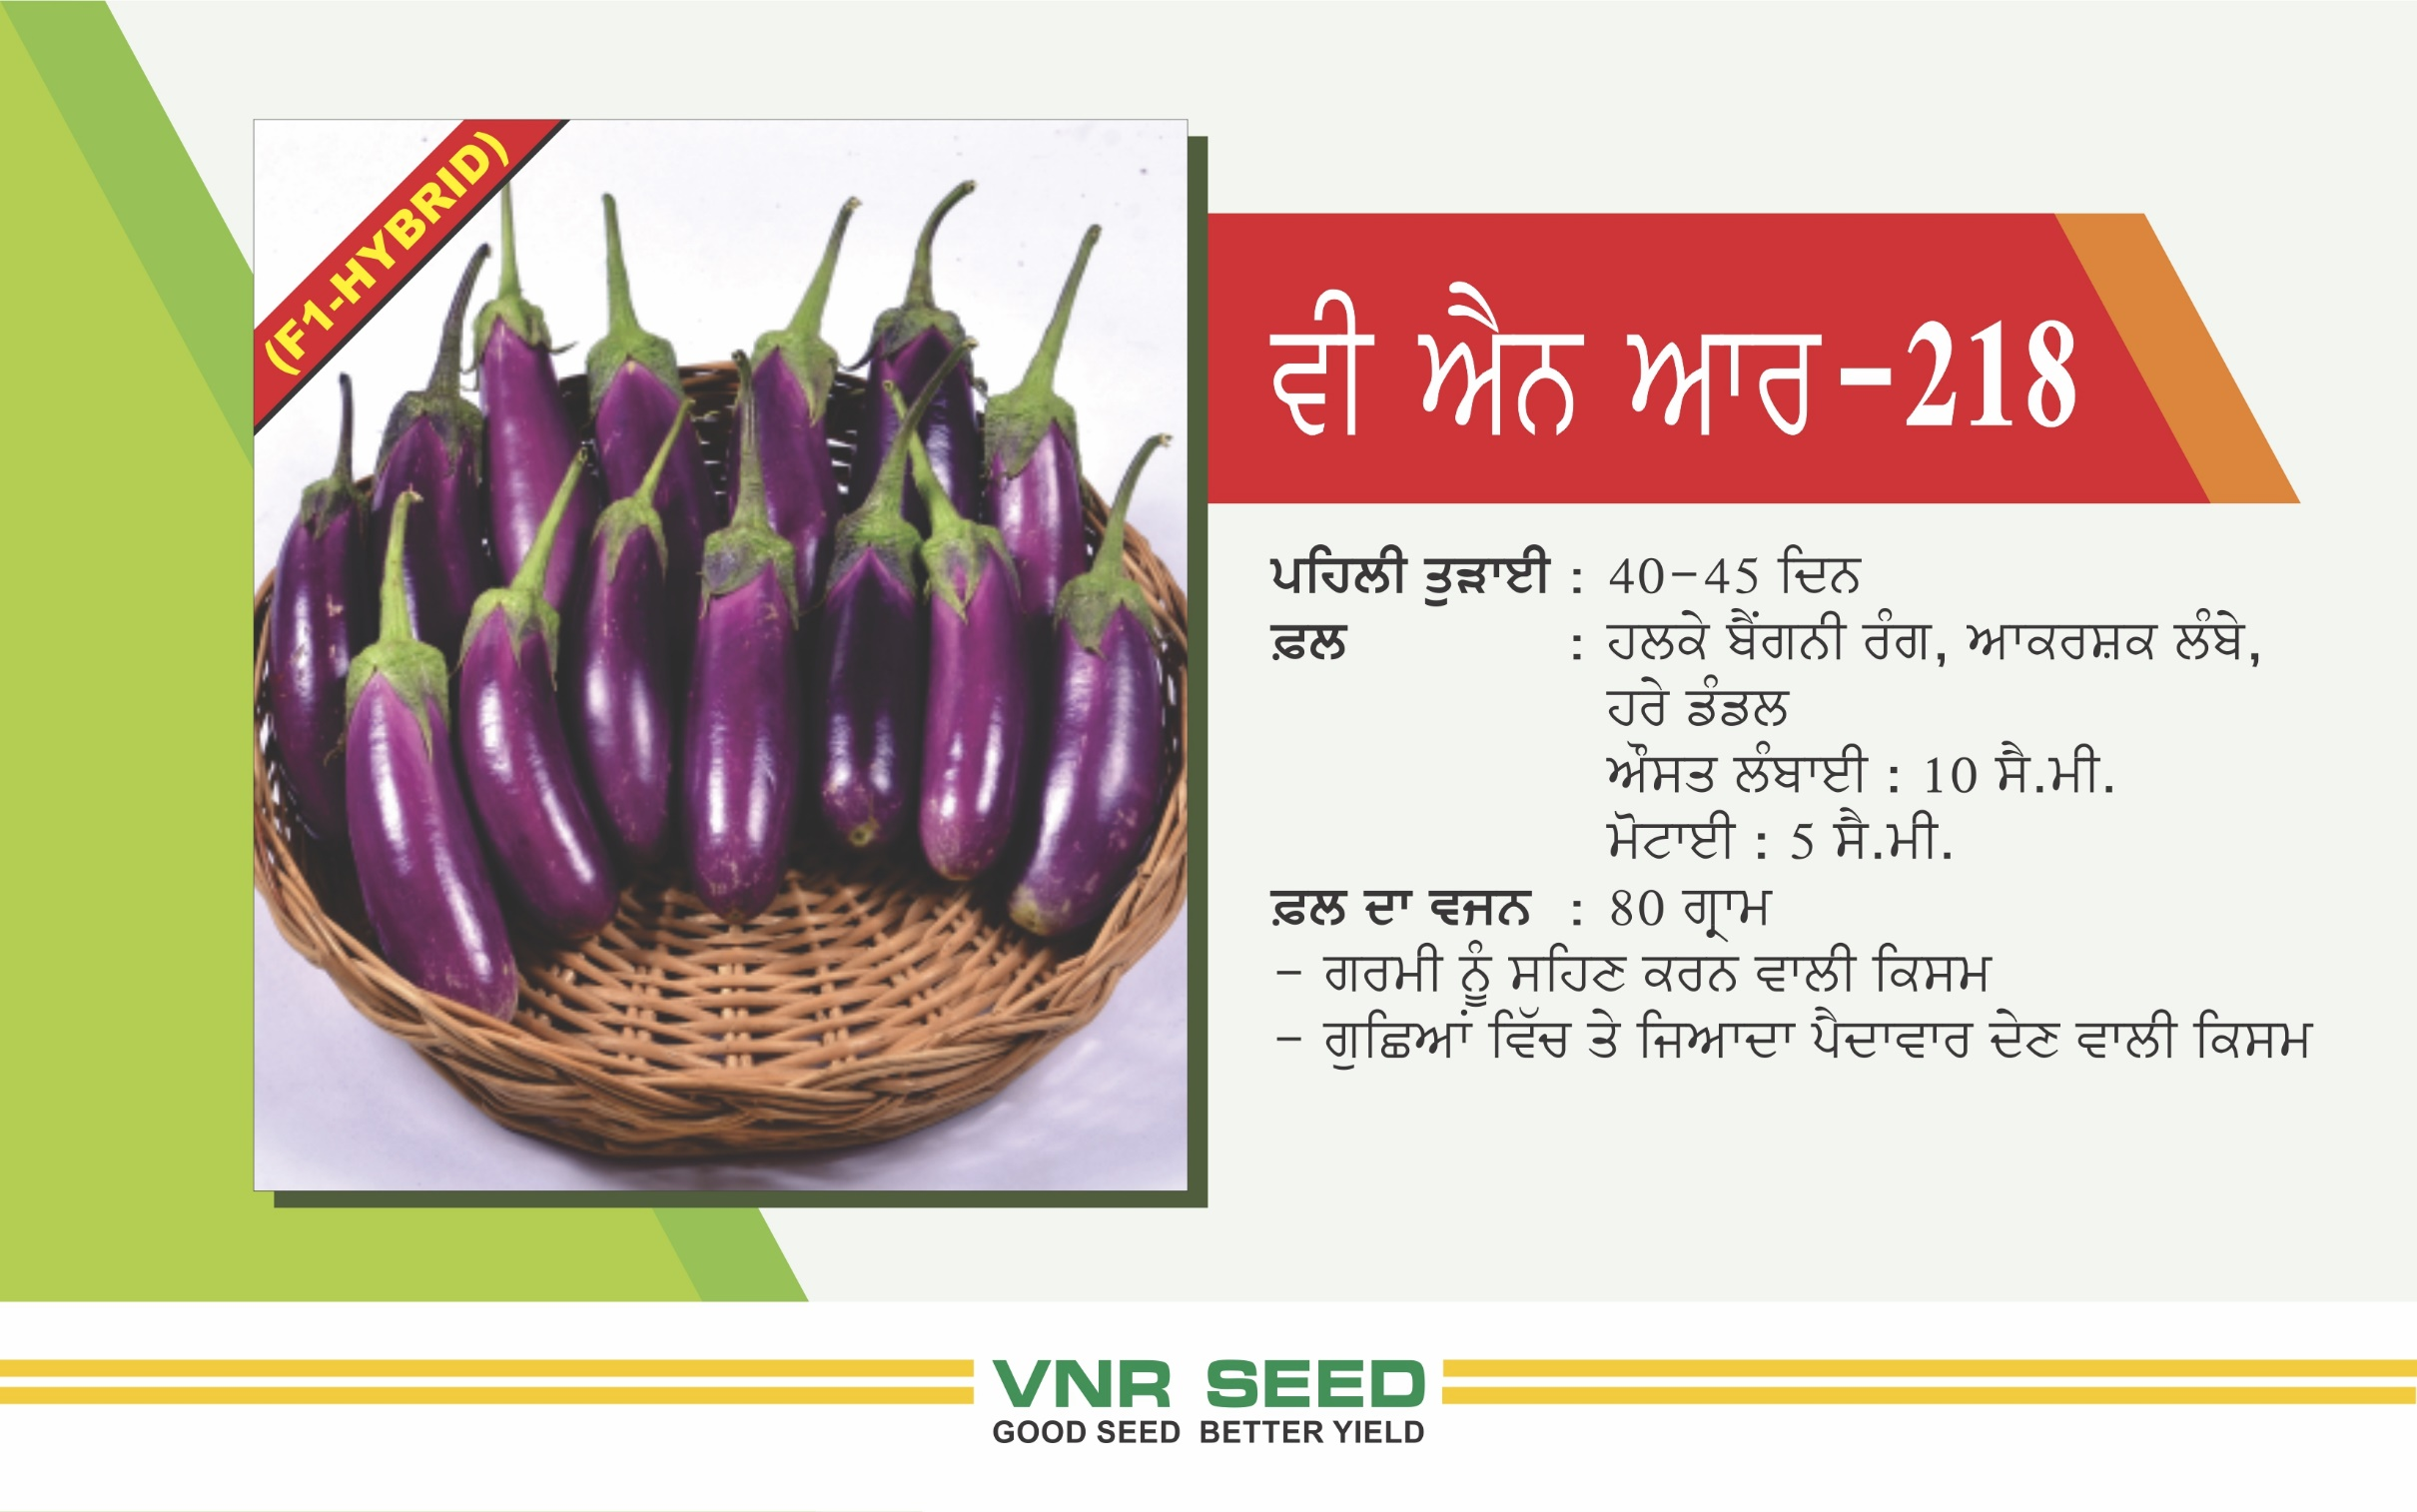 (F1-HYBRID)
ਵੀ ਐਨ ਆਰ-218
ਪਹਿਲੀ ਤੁੜਾਈ : 40-45 ਦਿਨ
ਫ਼ਲ : ਹਲਕੇ ਬੈਂਗਨੀ ਰੰਗ, ਆਕਰਸ਼ਕ ਲੰਬੇ,
ਹਰੇ ਡੰਡਲ
ਔਸਤ ਲੰਬਾਈ : 10 ਸੈ.ਮੀ.
ਮੋਟਾਈ : 5 ਸੈ.ਮੀ.
ਫ਼ਲ ਦਾ ਵਜਨ : 80 ਗ੍ਰਾਮ
- ਗਰਮੀ ਨੂੰ ਸਹਿਣ ਕਰਨ ਵਾਲੀ ਕਿਸਮ
- ਗੁਛਿਆਂ ਵਿੱਚ ਤੇ ਜਿਆਦਾ ਪੈਦਾਵਾਰ ਦੇਣ ਵਾਲੀ ਕਿਸਮ
VNR SEED
GOOD SEED BETTER YIELD